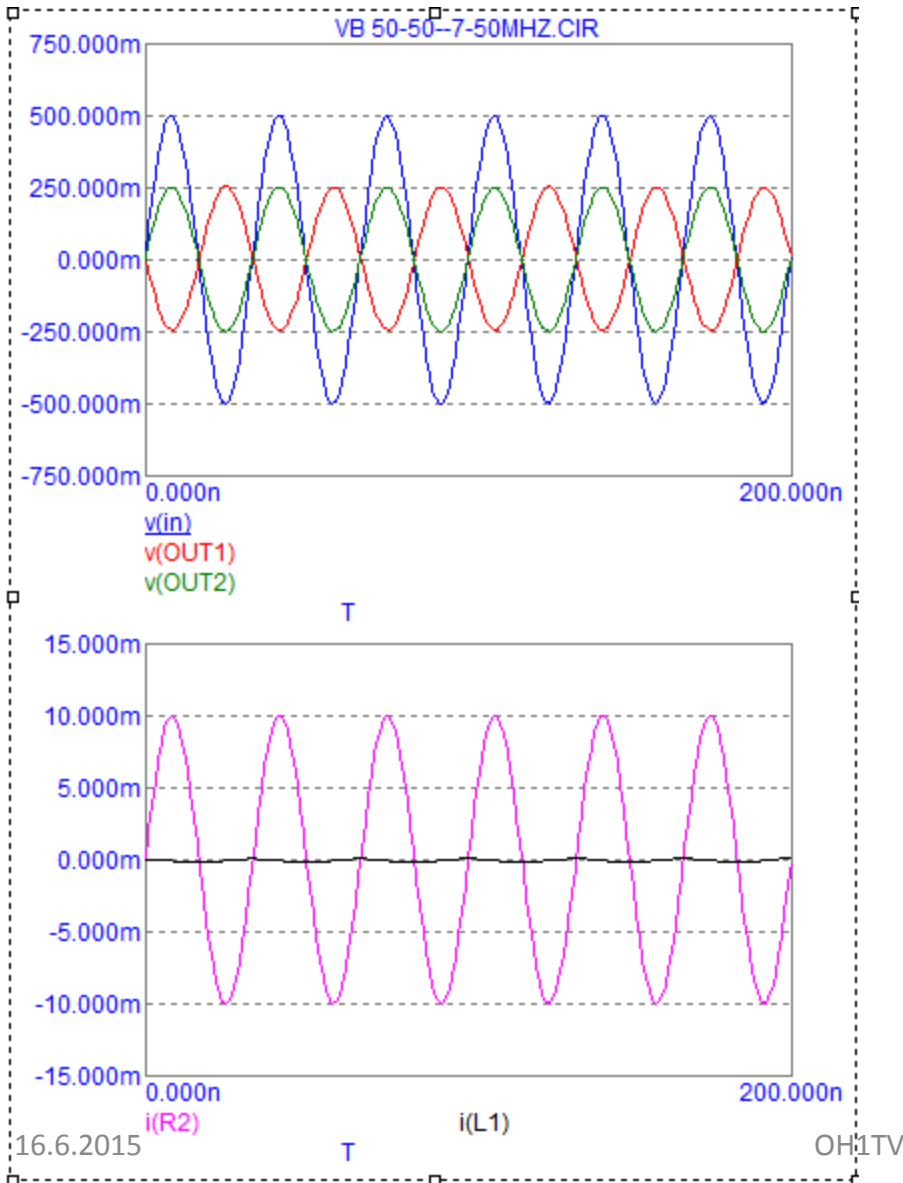 VB 50-50--7-50MHZ.CIR
750.000m
500.000m
250.000m
0.000m
-250.000m
-500.000m
-750.000m
0.000n 200.000n
v(in)
v(OUT1)
v(OUT2)
T
15.000m
10.000m
5.000m
0.000m
-5.000m
-10.000m
-15.000m
0.000n 200.000n
i(R2) i(L1)
16.6.2015 T OH1TV